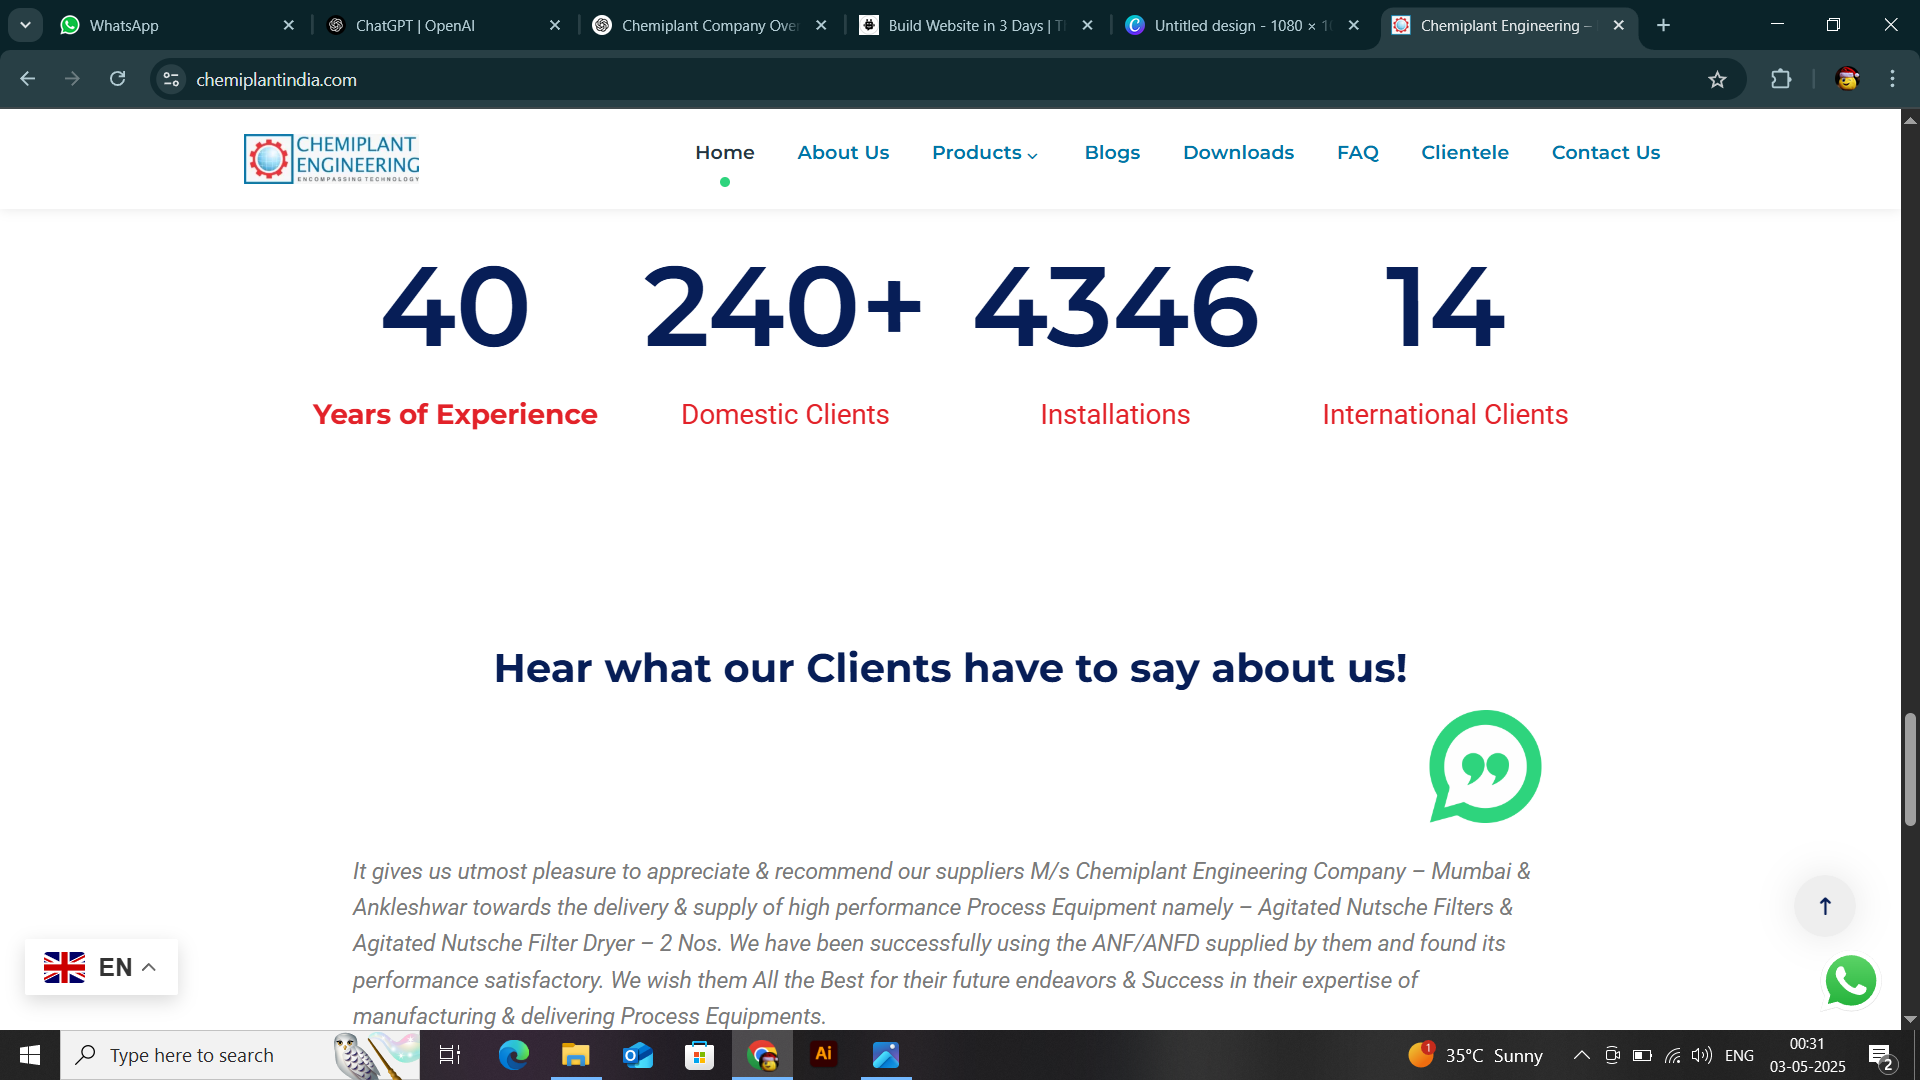 WhatsApp
ChatGPT | OpenAI
Chemiplant Company Over
Build Website in 3 Days | Th
Untitled design - 1080 × 10
Chemiplant Engineering –
chemiplantindia.com
CHEMIPLANT
ENGINEERING
ENCOMPASSING TECHNOLOGY
Home
About Us
Products
Blogs
Downloads
FAQ
Clientele
Contact Us
40
240+
4346
14
Years of Experience
Domestic Clients
Installations
International Clients
Hear what our Clients have to say about us!
It gives us utmost pleasure to appreciate & recommend our suppliers M/s Chemiplant Engineering Company – Mumbai &
Ankleshwar towards the delivery & supply of high performance Process Equipment namely – Agitated Nutsche Filters &
Agitated Nutsche Filter Dryer – 2 Nos. We have been successfully using the ANF/ANFD supplied by them and found its
performance satisfactory. We wish them All the Best for their future endeavors & Success in their expertise of
manufacturing & delivering Process Equipments.
EN
Type here to search
Ai
1
35°C Sunny
ENG
00:31
03-05-2025
2